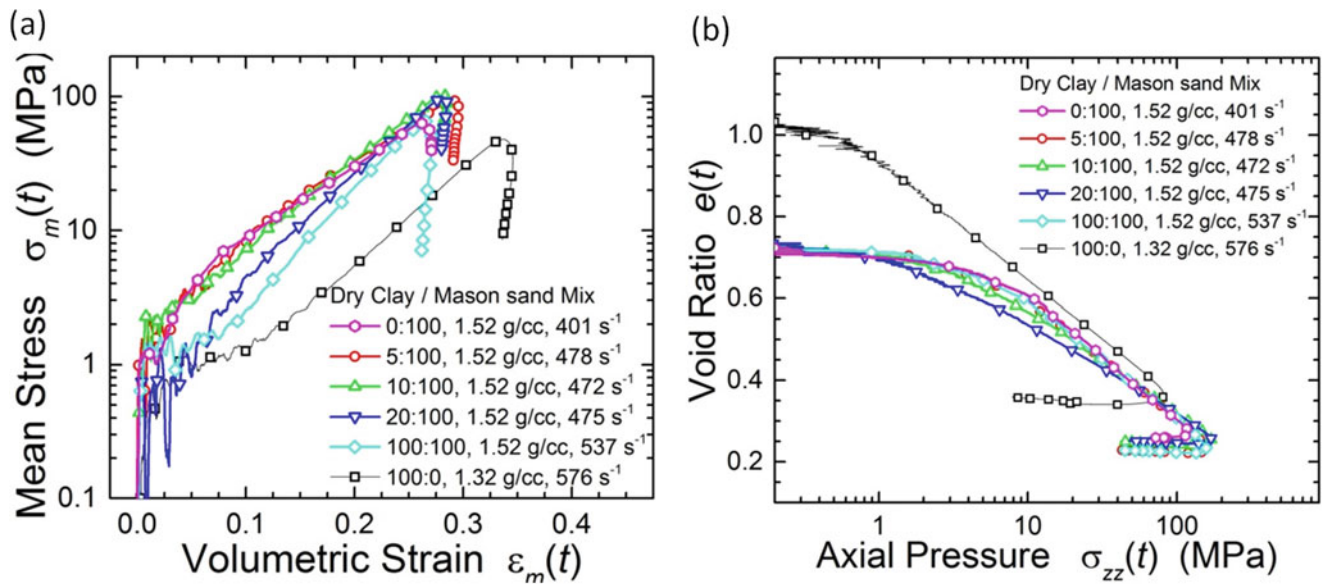 (a)
Mean Stress σm(t) (MPa)
100
10
1
0.1
Dry Clay / Mason sand Mix
0:100, 1.52 g/cc, 401 s-1
5:100, 1.52 g/cc, 478 s-1
10:100, 1.52 g/cc, 472 s-1
20:100, 1.52 g/cc, 475 s-1
100:100, 1.52 g/cc, 537 s-1
100:0, 1.32 g/cc, 576 s-1
0.0 0.1 0.2 0.3 0.4
Volumetric Strain εm(t)
(b)
Void Ratio e(t)
1.0
0.8
0.6
0.4
0.2
Dry Clay / Mason sand Mix
0:100, 1.52 g/cc, 401 s-1
5:100, 1.52 g/cc, 478 s-1
10:100, 1.52 g/cc, 472 s-1
20:100, 1.52 g/cc, 475 s-1
100:100, 1.52 g/cc, 537 s-1
100:0, 1.32 g/cc, 576 s-1
1 10 100
Axial Pressure σzz(t) (MPa)